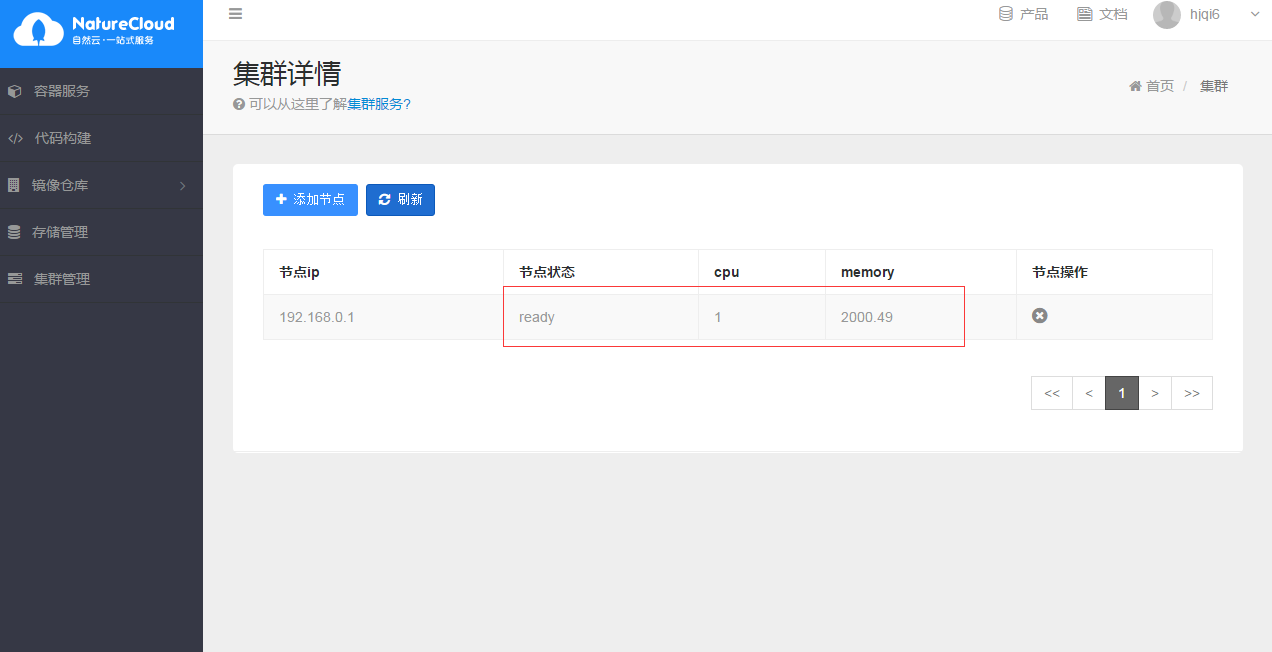 NatureCloud
自然云·一站式服务
产品
文档
hjqi6
容器服务
代码构建
镜像仓库
存储管理
集群管理
集群详情
可以从这里了解集群服务?
首页 / 集群
添加节点
刷新
节点ip 节点状态 cpu memory 节点操作
192.168.0.1 ready 1 2000.49
<< < 1 > >>